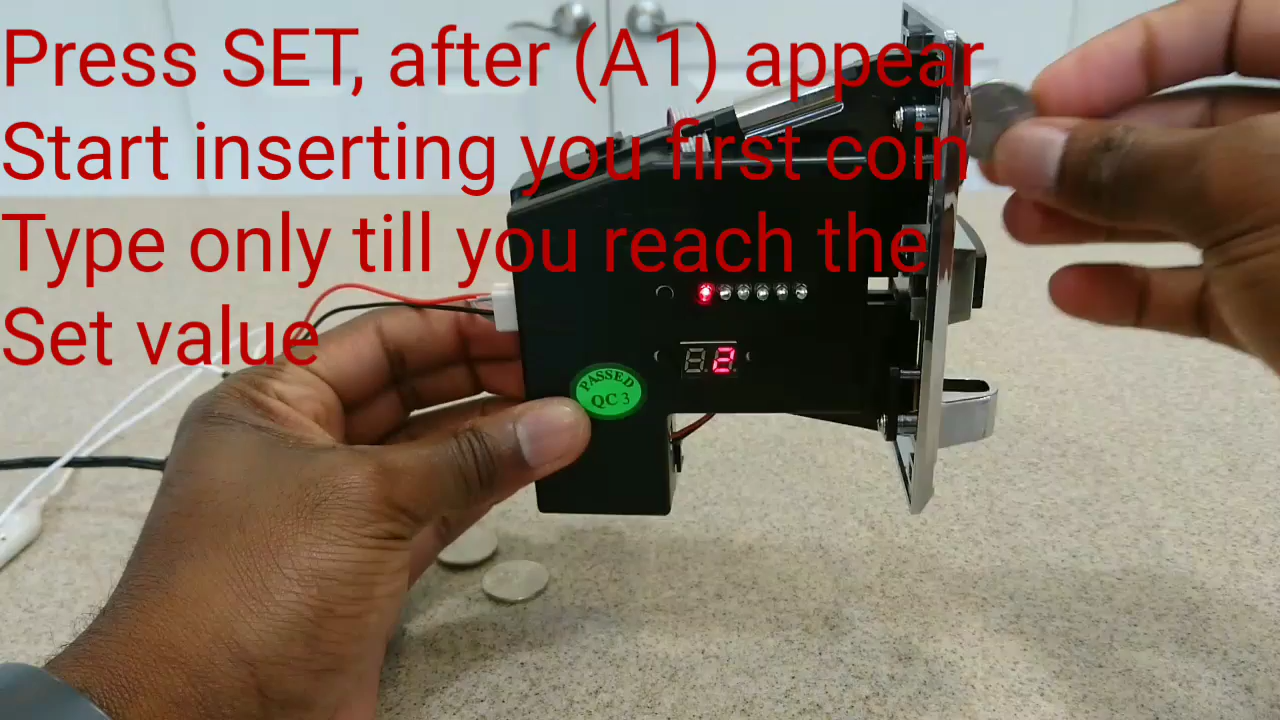 Press SET, after (A1) appear
Start inserting you first coin
Type only till you reach the
Set value
2
PASSED
QC 3